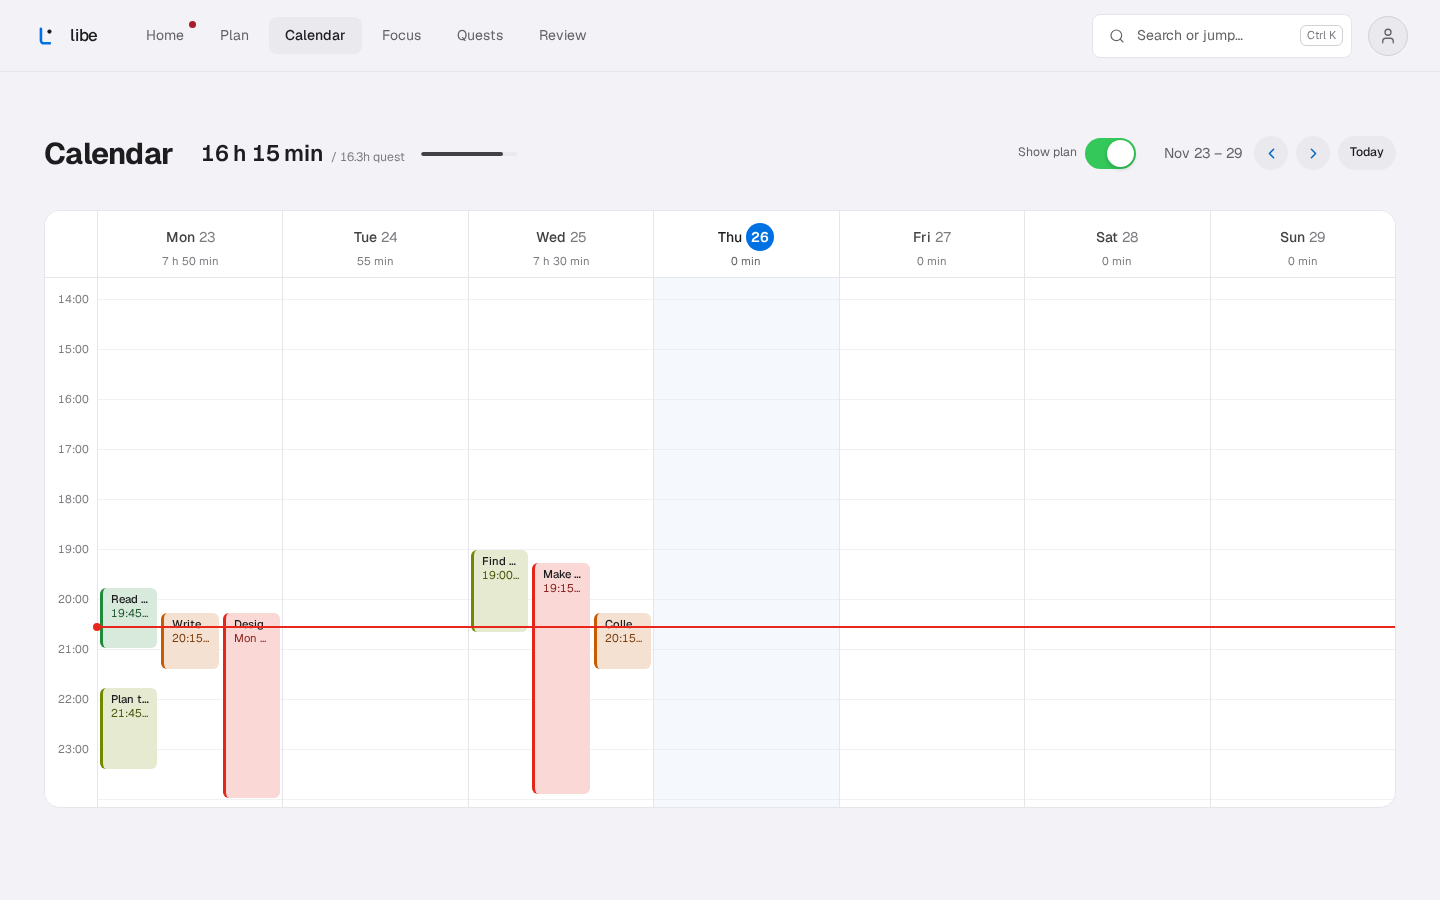 libe
Home
Plan
Calendar
Focus
Quests
Review
Search or jump...
Ctrl K
Calendar
16 h 15 min
/ 16.3h quest
Show plan
Nov 23 – 29
Today
Mon 23
7 h 50 min
Tue 24
55 min
Wed 25
7 h 30 min
Thu 26
0 min
Fri 27
0 min
Sat 28
0 min
Sun 29
0 min
14:00
15:00
16:00
17:00
18:00
19:00
20:00
21:00
22:00
23:00
Read ...
19:45...
Write
20:15...
Desig
Mon ...
Plan t...
21:45...
Find ...
19:00...
Make ...
19:15...
Colle
20:15...